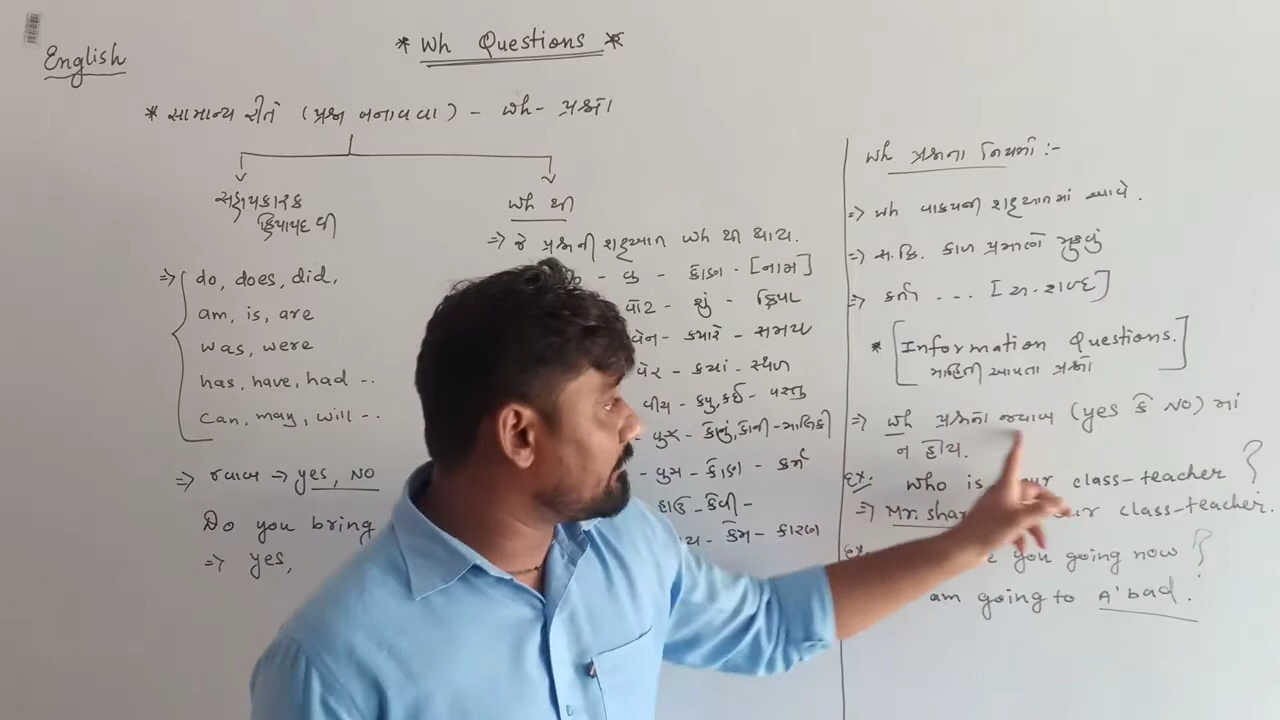 English
* Wh Questions *
* સામાન્ય રીતે (પ્રશ્ન બનાવવા) - wh- પ્રશ્નો
સહાયકારક
ક્રિયાપદ થી
=> do, does, did,
am, is, are
was, were
has, have, had -.
Can, may, will -.
=> જવાબ → yes, NO
Do you bring
=> yes,
wh થી
=> જે પ્રશ્નની શરૂઆત wh થી થાય.
- હુ - કોણ - [નામ]
વોટ - શું - ક્રિયા
વેન - ક્યારે - સમય
વેર - ક્યાં - સ્થળ
વીચ - કયુ, કઈ - વસ્તુ
- વુઝ - કોનું, કોની - માલિકી
- વુમ - કોણ - કર્મ
હાઉ - કેવી -
- કેમ - કારણ
wh પ્રશ્નના નિયમો :-
=> wh વાક્યની શરૂઆતમાં આવે.
=> સ.ક્રિ. કાળ પ્રમાણે મુકવું
=> કર્તા . . . [અ. શબ્દ]
* [Information Questions.]
માહિતી આપતા પ્રશ્નો
=> wh પ્રશ્નના જવાબ (yes કે NO) માં
ન હોય.
Ex: Who is your class-teacher ?
=> Mr. shar our class-teacher.
Ex. you going now ?
am going to A'bad.